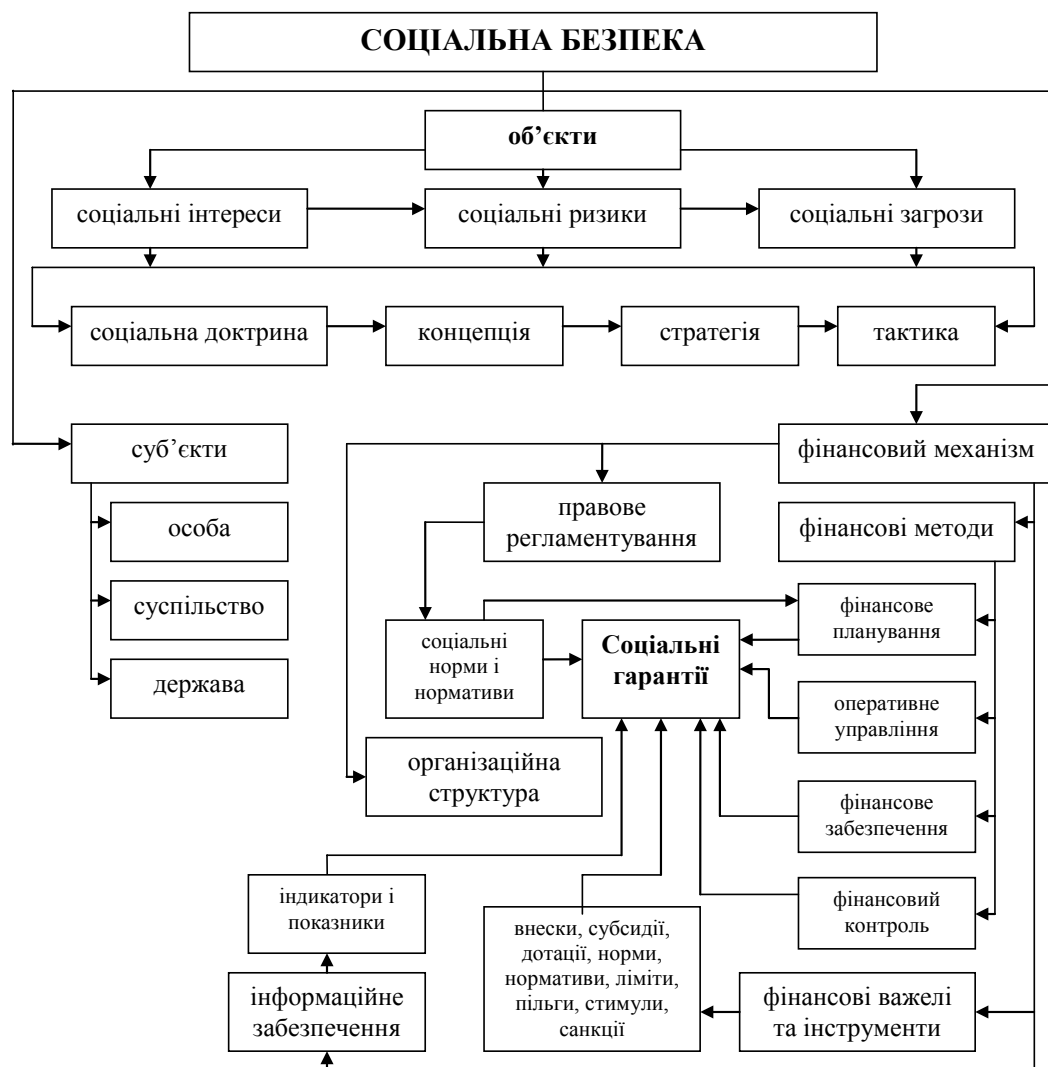 СОЦІАЛЬНА БЕЗПЕКА
об’єкти
соціальні інтереси
соціальні ризики
соціальні загрози
соціальна доктрина
концепція
стратегія
тактика
суб’єкти
фінансовий механізм
особа
суспільство
держава
правове
регламентування
фінансові методи
соціальні
норми і
нормативи
Соціальні
гарантії
фінансове
планування
оперативне
управління
організаційна
структура
фінансове
забезпечення
індикатори і
показники
внески, субсидії,
дотації, норми,
нормативи, ліміти,
пільги, стимули,
санкції
фінансовий
контроль
інформаційне
забезпечення
фінансові важелі
та інструменти